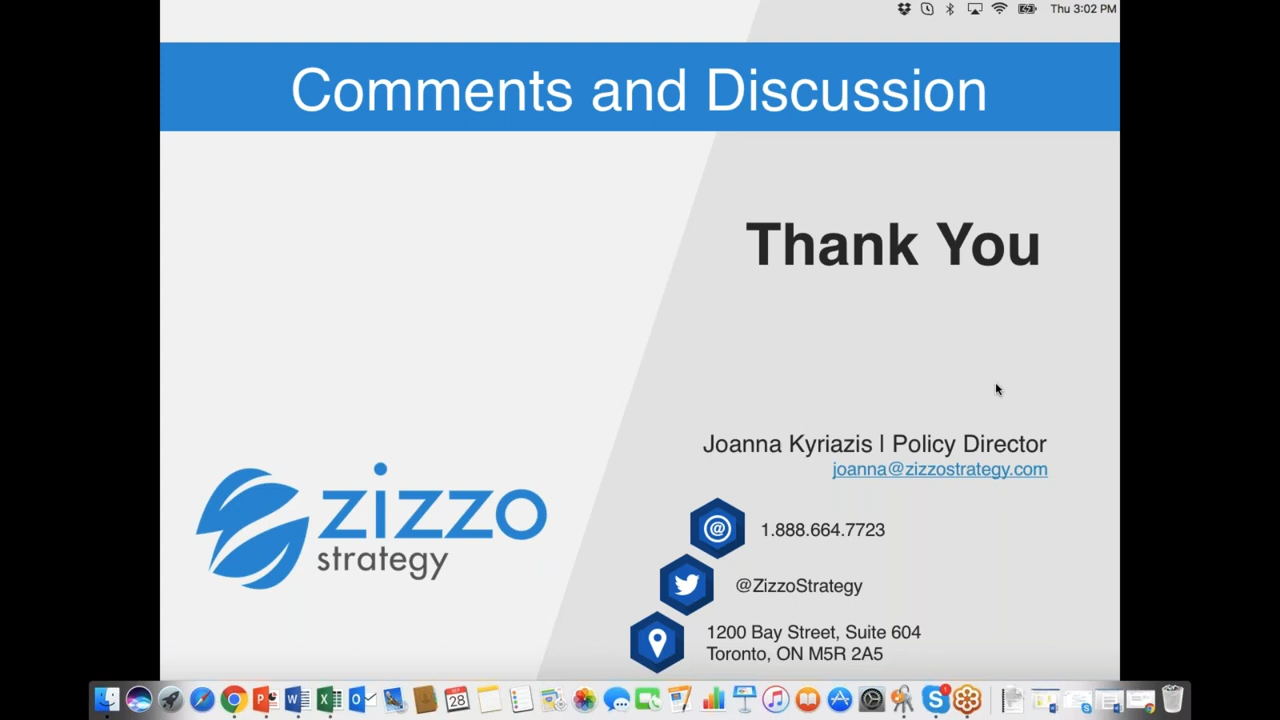 Thu 3:02 PM
Comments and Discussion
Thank You
Joanna Kyriazis | Policy Director
joanna@zizzostrategy.com
zizzo
strategy
@ 1.888.664.7723
@ZizzoStrategy
1200 Bay Street, Suite 604
Toronto, ON M5R 2A5
SEP
28